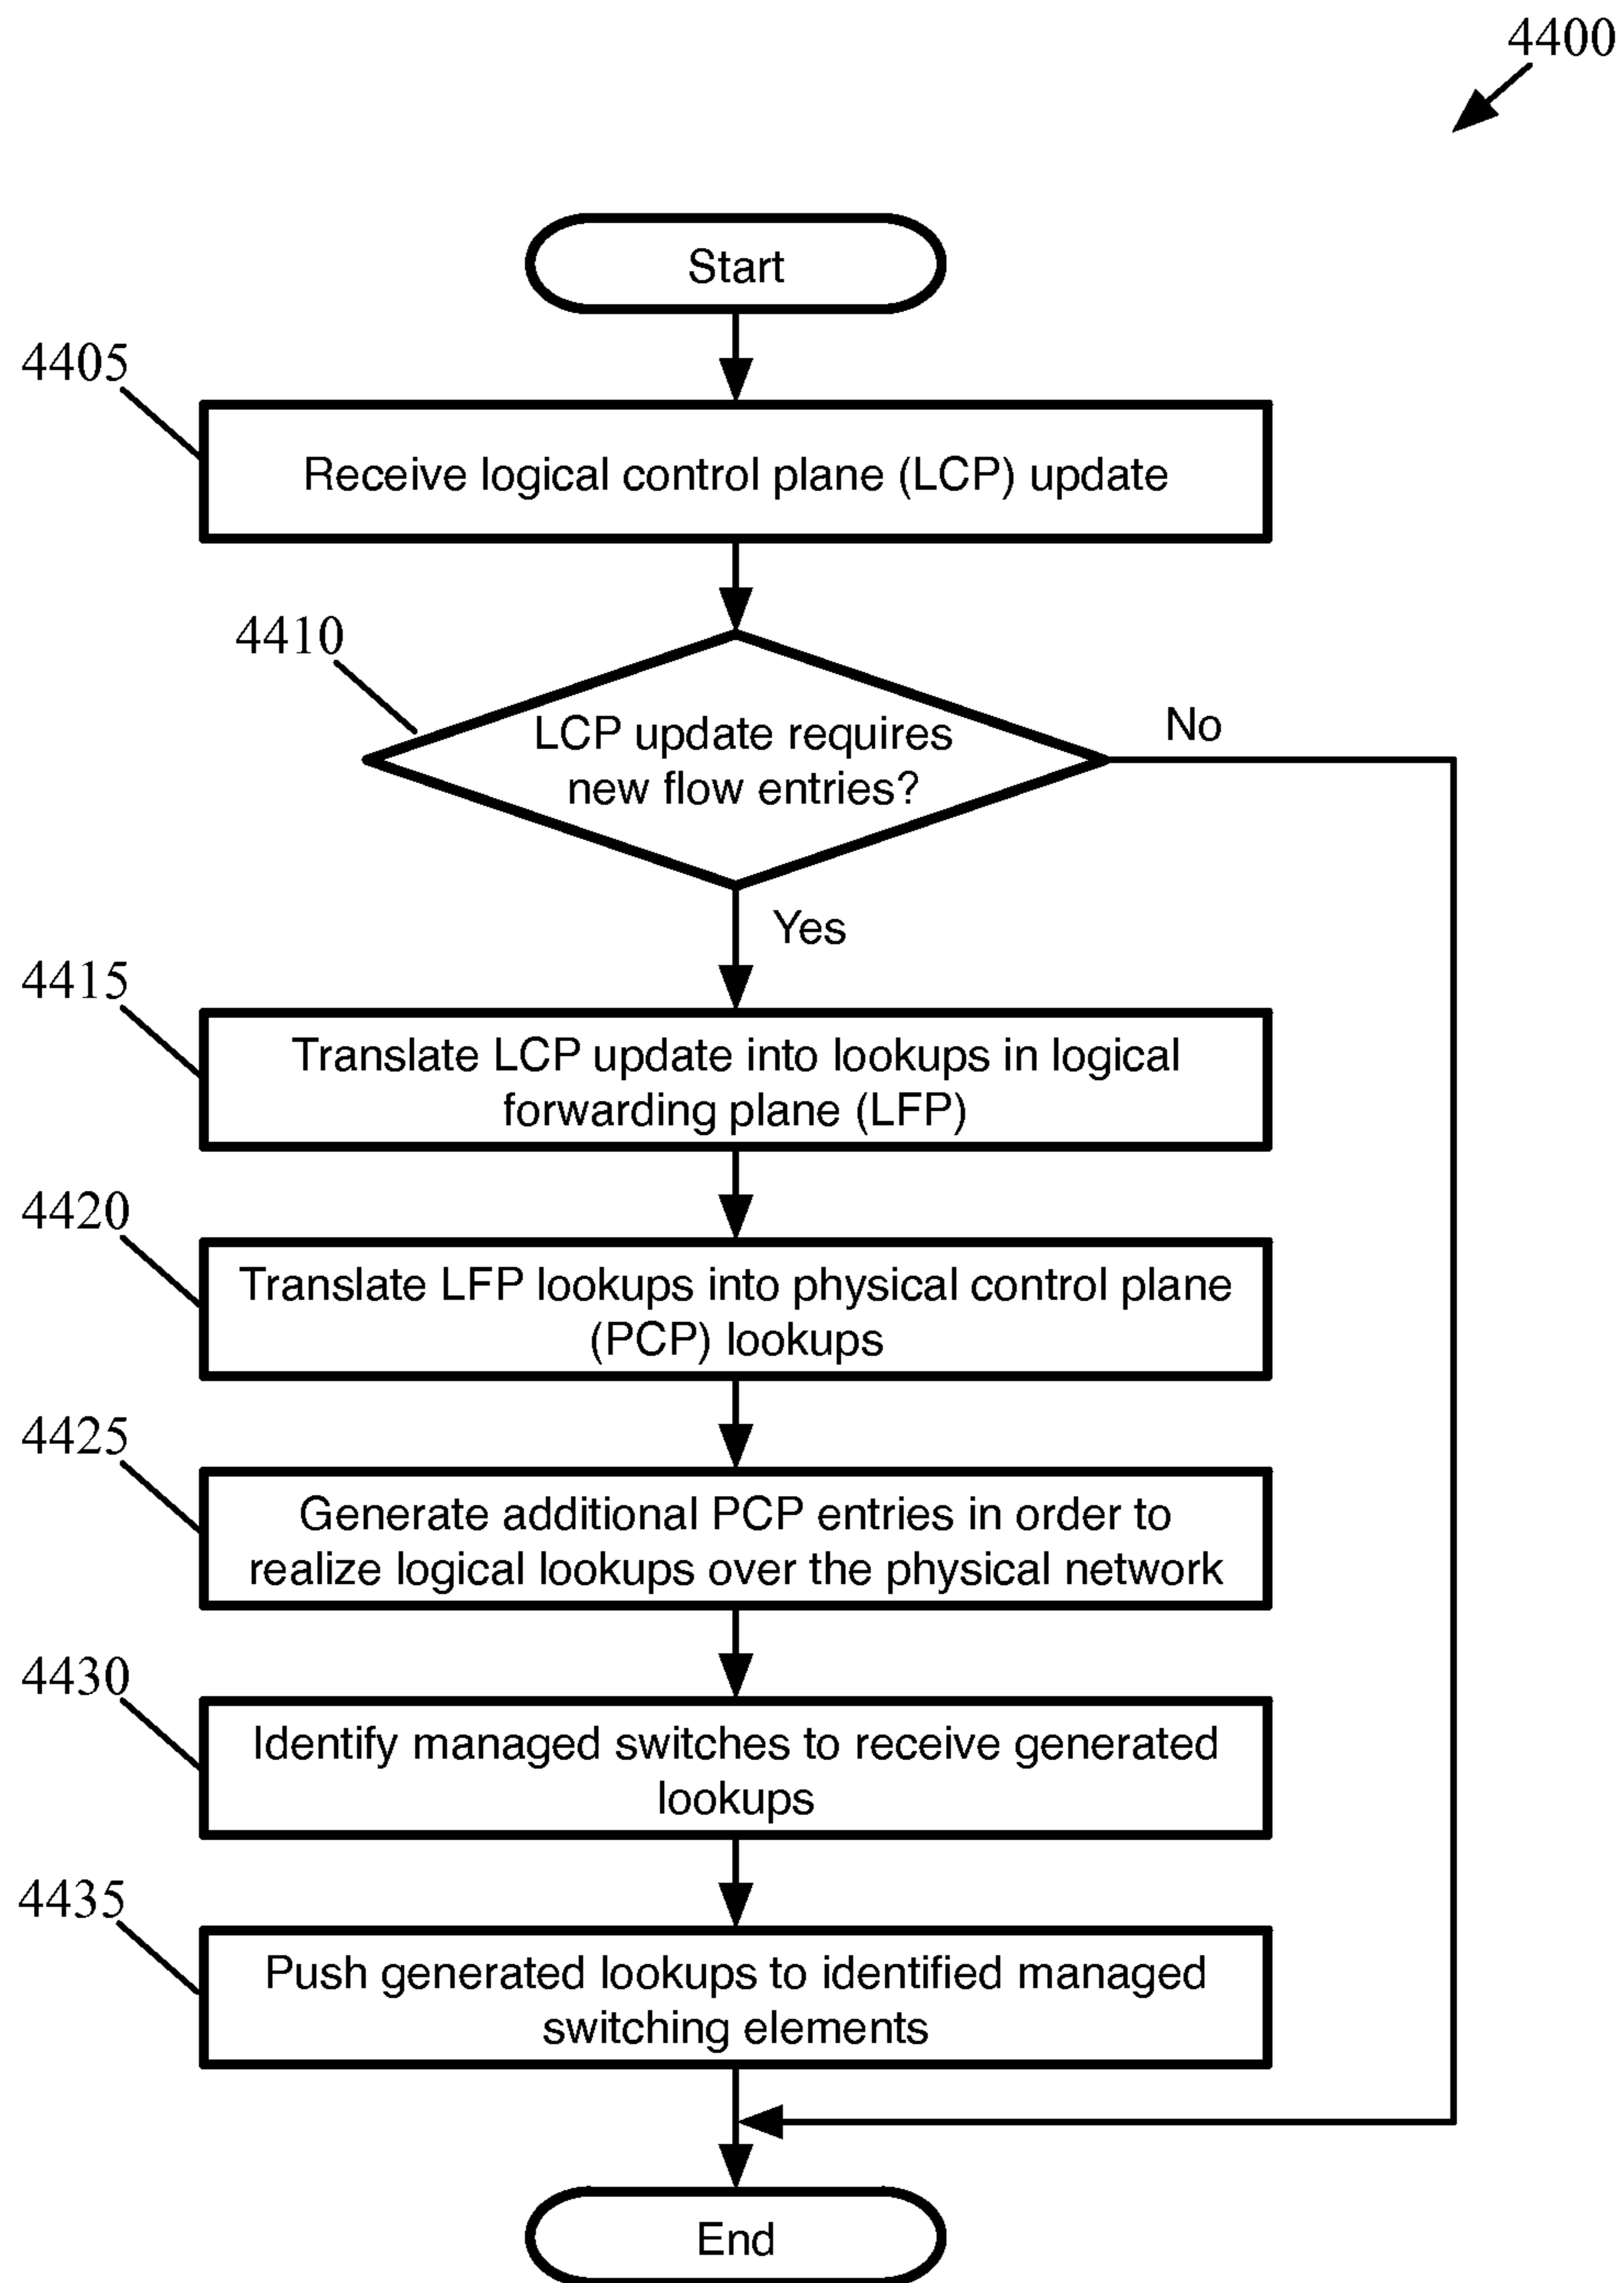 4400
Start
4405
Receive logical control plane (LCP) update
4410
LCP update requires
new flow entries?
No
Yes
4415
Translate LCP update into lookups in logical
forwarding plane (LFP)
4420
Translate LFP lookups into physical control plane
(PCP) lookups
4425
Generate additional PCP entries in order to
realize logical lookups over the physical network
4430
Identify managed switches to receive generated
lookups
4435
Push generated lookups to identified managed
switching elements
End